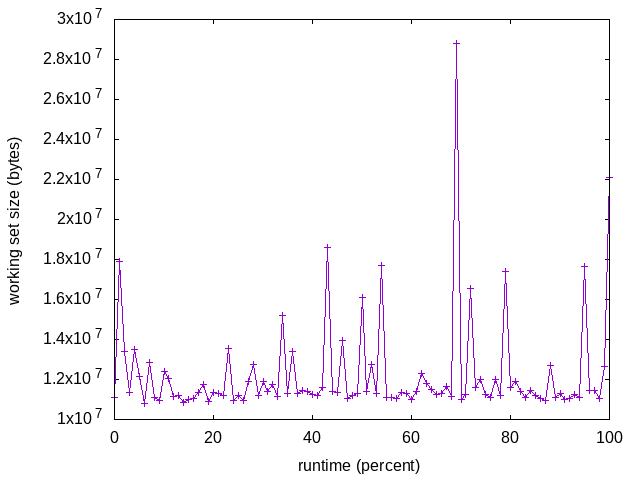 3x10^7
2.8x10^7
2.6x10^7
2.4x10^7
2.2x10^7
2x10^7
1.8x10^7
1.6x10^7
1.4x10^7
1.2x10^7
1x10^7
working set size (bytes)
0 20 40 60 80 100
runtime (percent)